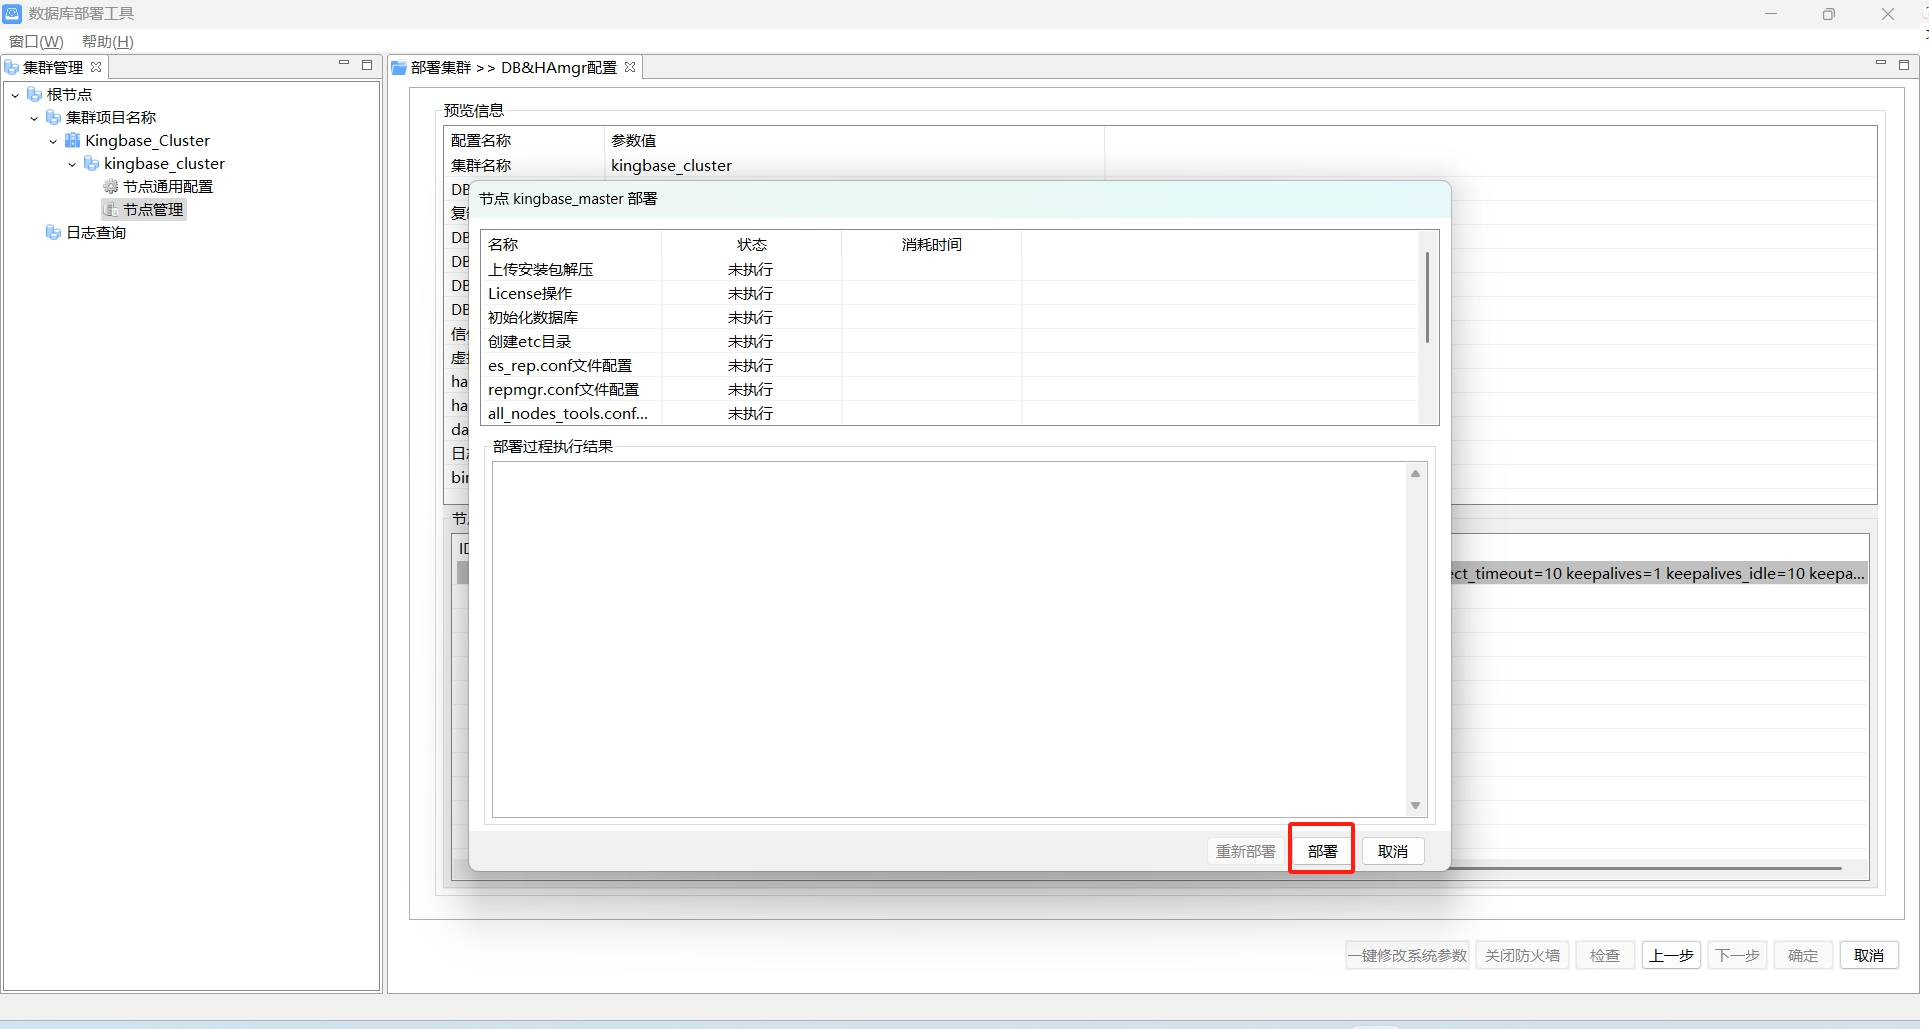 数据库部署工具
窗口(W) 帮助(H)
集群管理
部署集群 >> DB&HAmgr配置
根节点
集群项目名称
Kingbase_Cluster
kingbase_cluster
节点通用配置
节点管理
日志查询
预览信息
配置名称 参数值
集群名称 kingbase_cluster
DB
DB
DB
DB
DB
ha
ha
da
节点 kingbase_master 部署
名称 状态 消耗时间
上传安装包解压 未执行
License操作 未执行
初始化数据库 未执行
创建etc目录 未执行
es_rep.conf文件配置 未执行
repmgr.conf文件配置 未执行
all_nodes_tools.conf... 未执行
部署过程执行结果
ect_timeout=10 keepalives=1 keepalives_idle=10 keepa...
重新部署 部署 取消
一键修改系统参数 关闭防火墙 检查 上一步 下一步 确定 取消